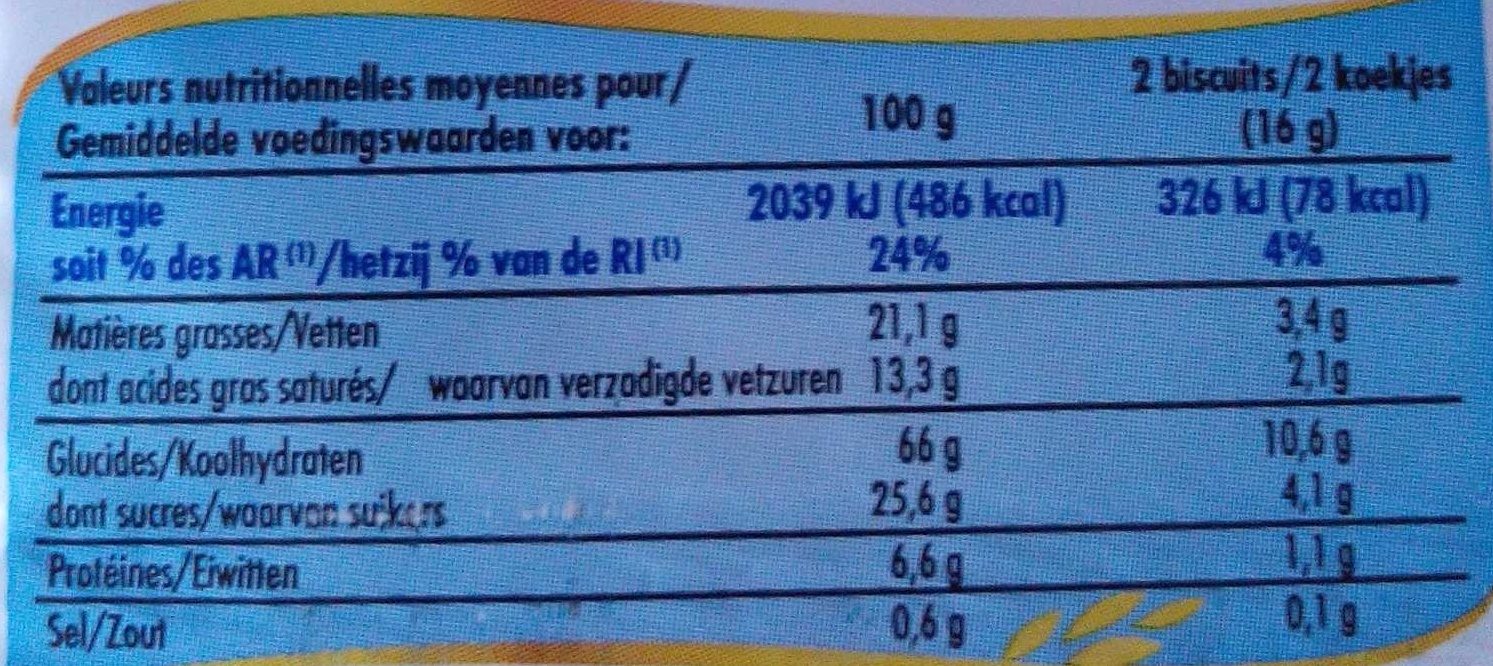 Valeurs nutritionnelles moyennes pour/
Gemiddelde voedingswaarden voor: 100 g 2 biscuits/2 koekjes (16 g)
Energie 2039 kJ (486 kcal) 326 kJ (78 kcal)
soit % des AR (1)/hetzij % van de RI (1) 24% 4%
Matières grasses/Vetten 21,1 g 3,4 g
dont acides gras saturés/ waarvan verzadigde vetzuren 13,3 g 2,1g
Glucides/Koolhydraten 66 g 10,6 g
dont sucres/waarvan suikers 25,6 g 4,1 g
Protéines/Eiwitten 6,6 g 1,1 g
Sel/Zout 0,6 g 0,1 g